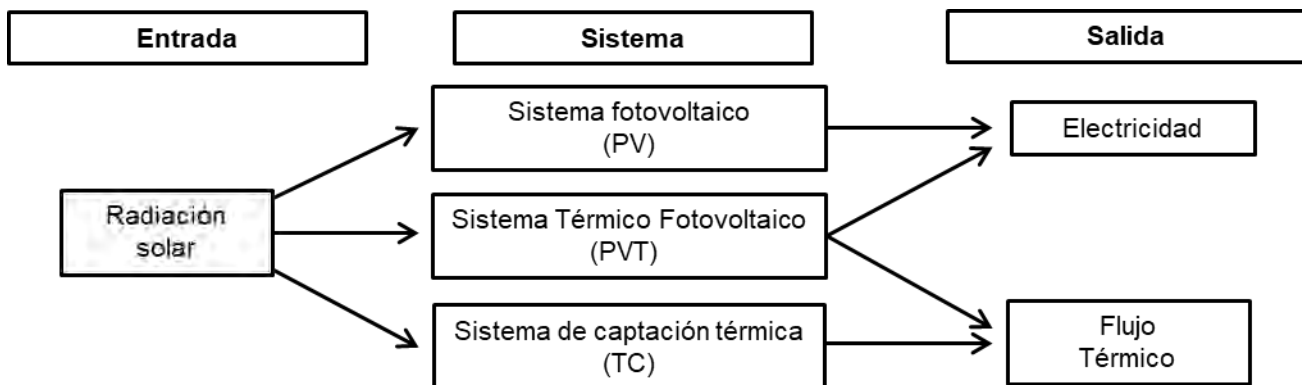 Entrada
Sistema
Salida
Sistema fotovoltaico
(PV)
Electricidad
Radiación
solar
Sistema Térmico Fotovoltaico
(PVT)
Sistema de captación térmica
(TC)
Flujo
Térmico